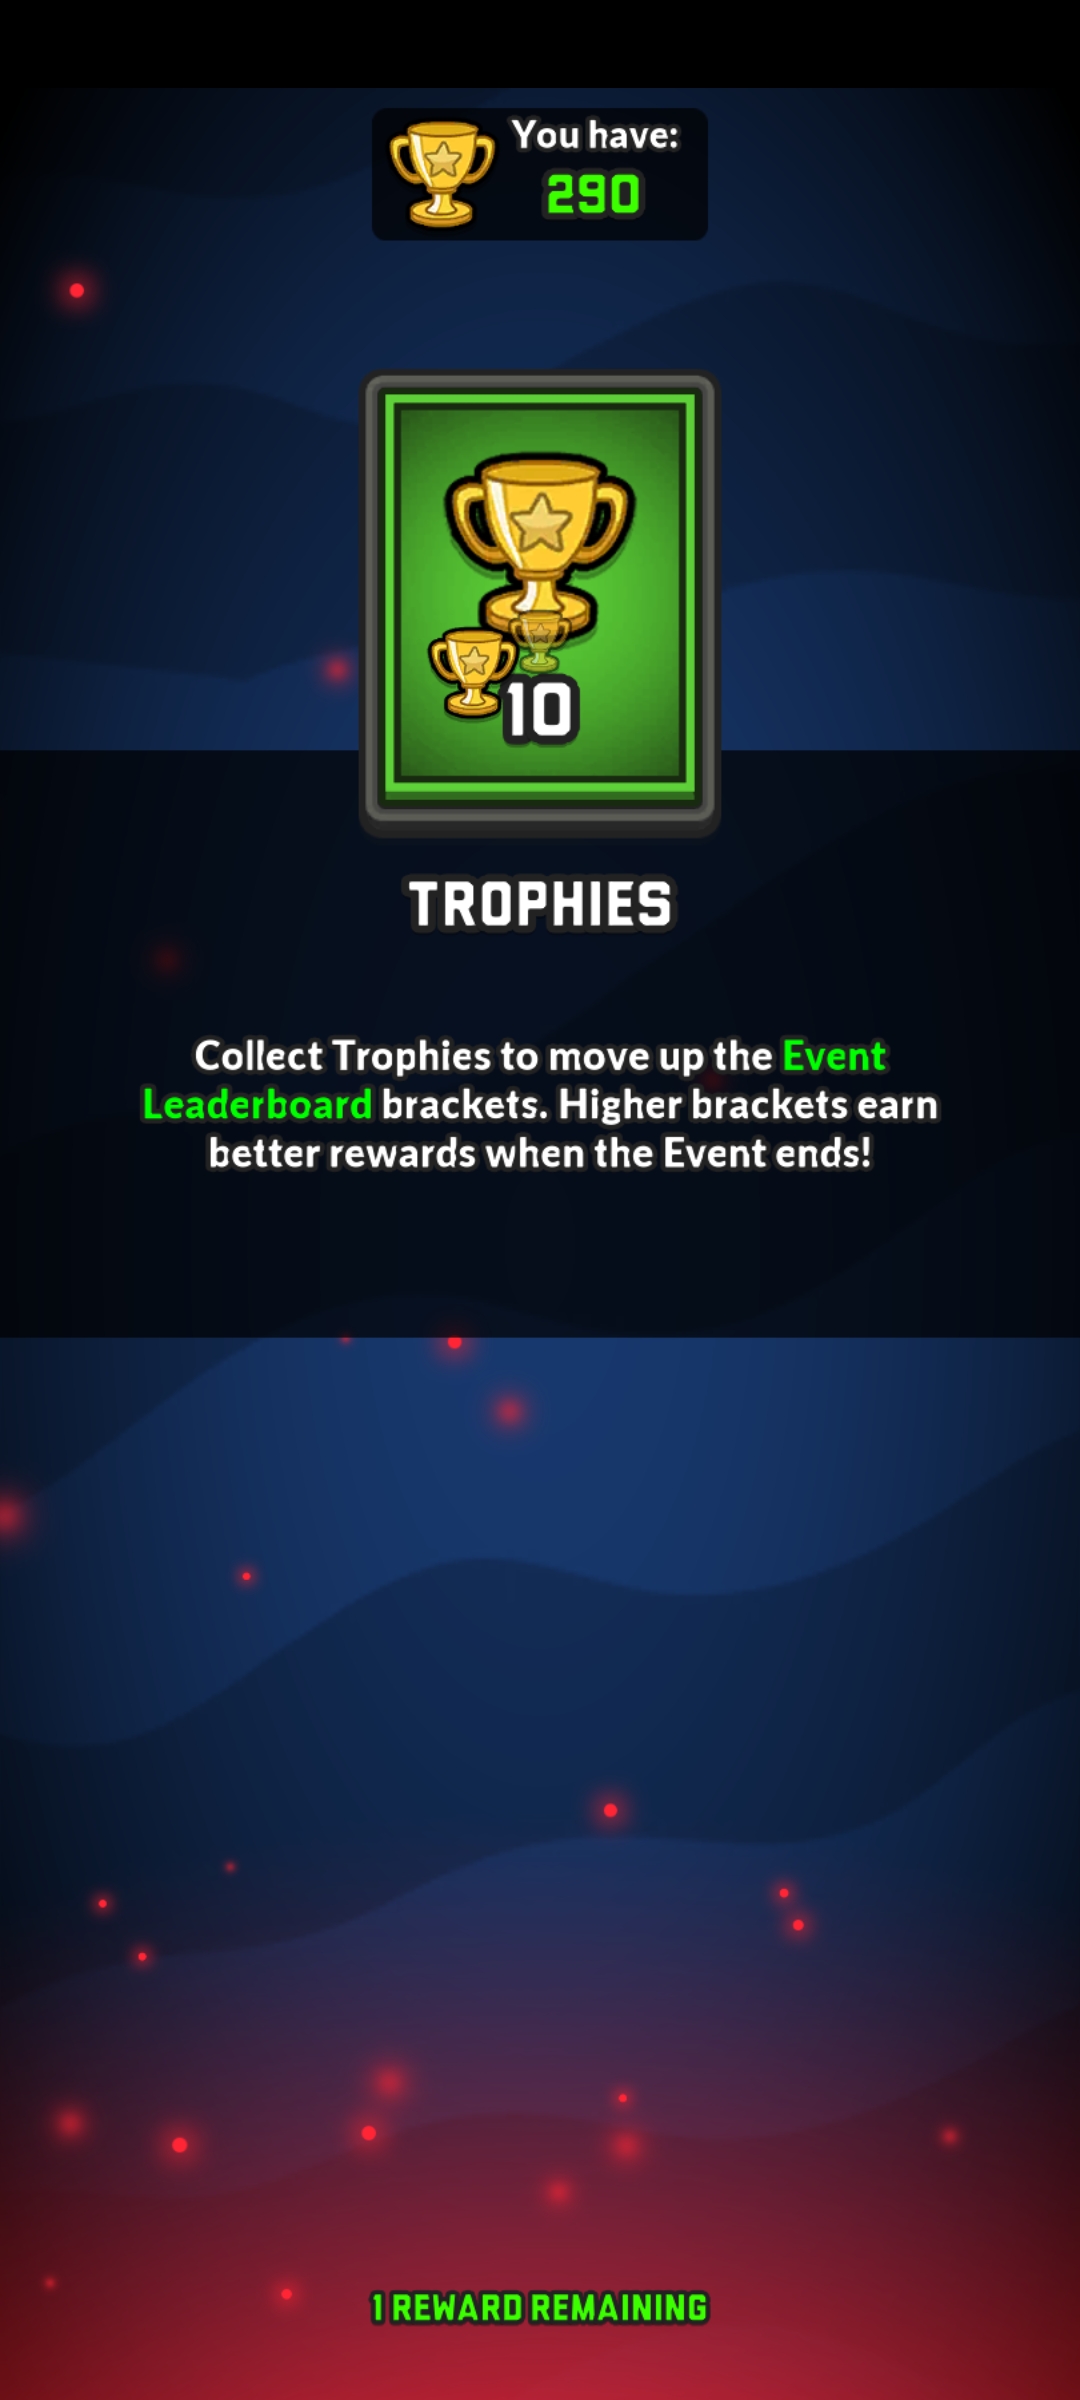 You have:
290
10
TROPHIES
Collect Trophies to move up the Event
Leaderboard brackets. Higher brackets earn
better rewards when the Event ends!
1 REWARD REMAINING